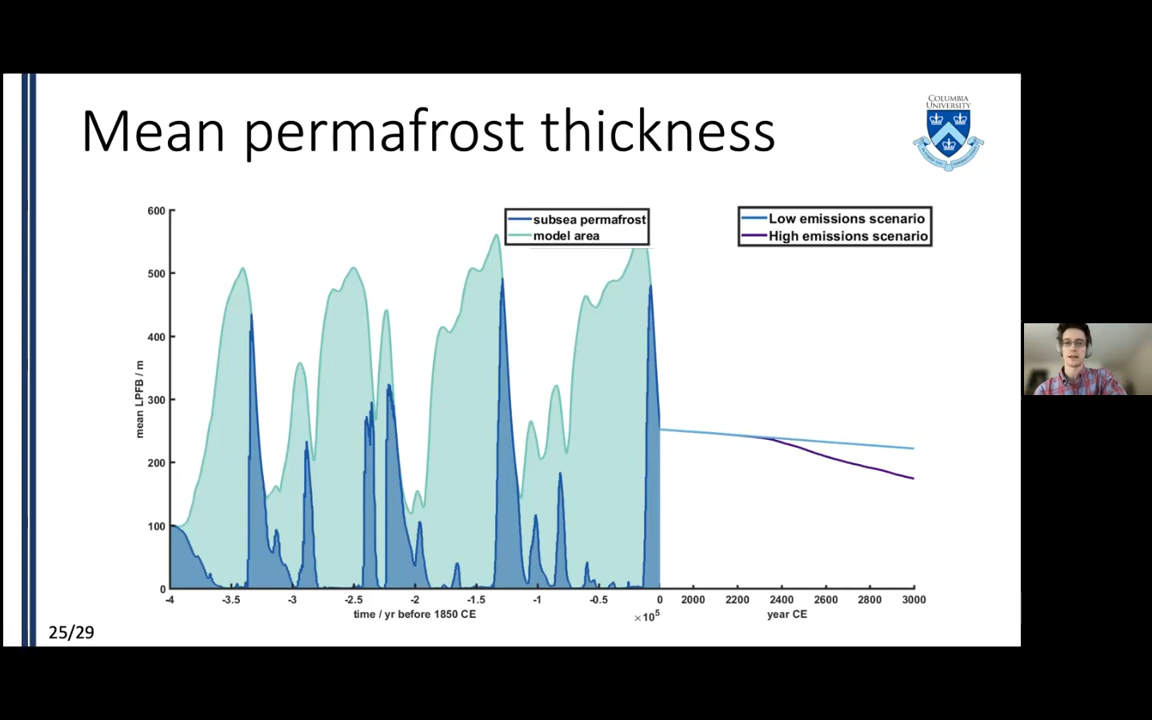 Mean permafrost thickness
COLUMBIA
UNIVERSITY
subsea permafrost
model area
Low emissions scenario
High emissions scenario
600
500
400
300
200
100
0
mean LPFB / m
-4 -3.5 -3 -2.5 -2 -1.5 -1 -0.5 0 2000 2200 2400 2600 2800 3000
time / yr before 1850 CE
×10⁵
year CE
25/29